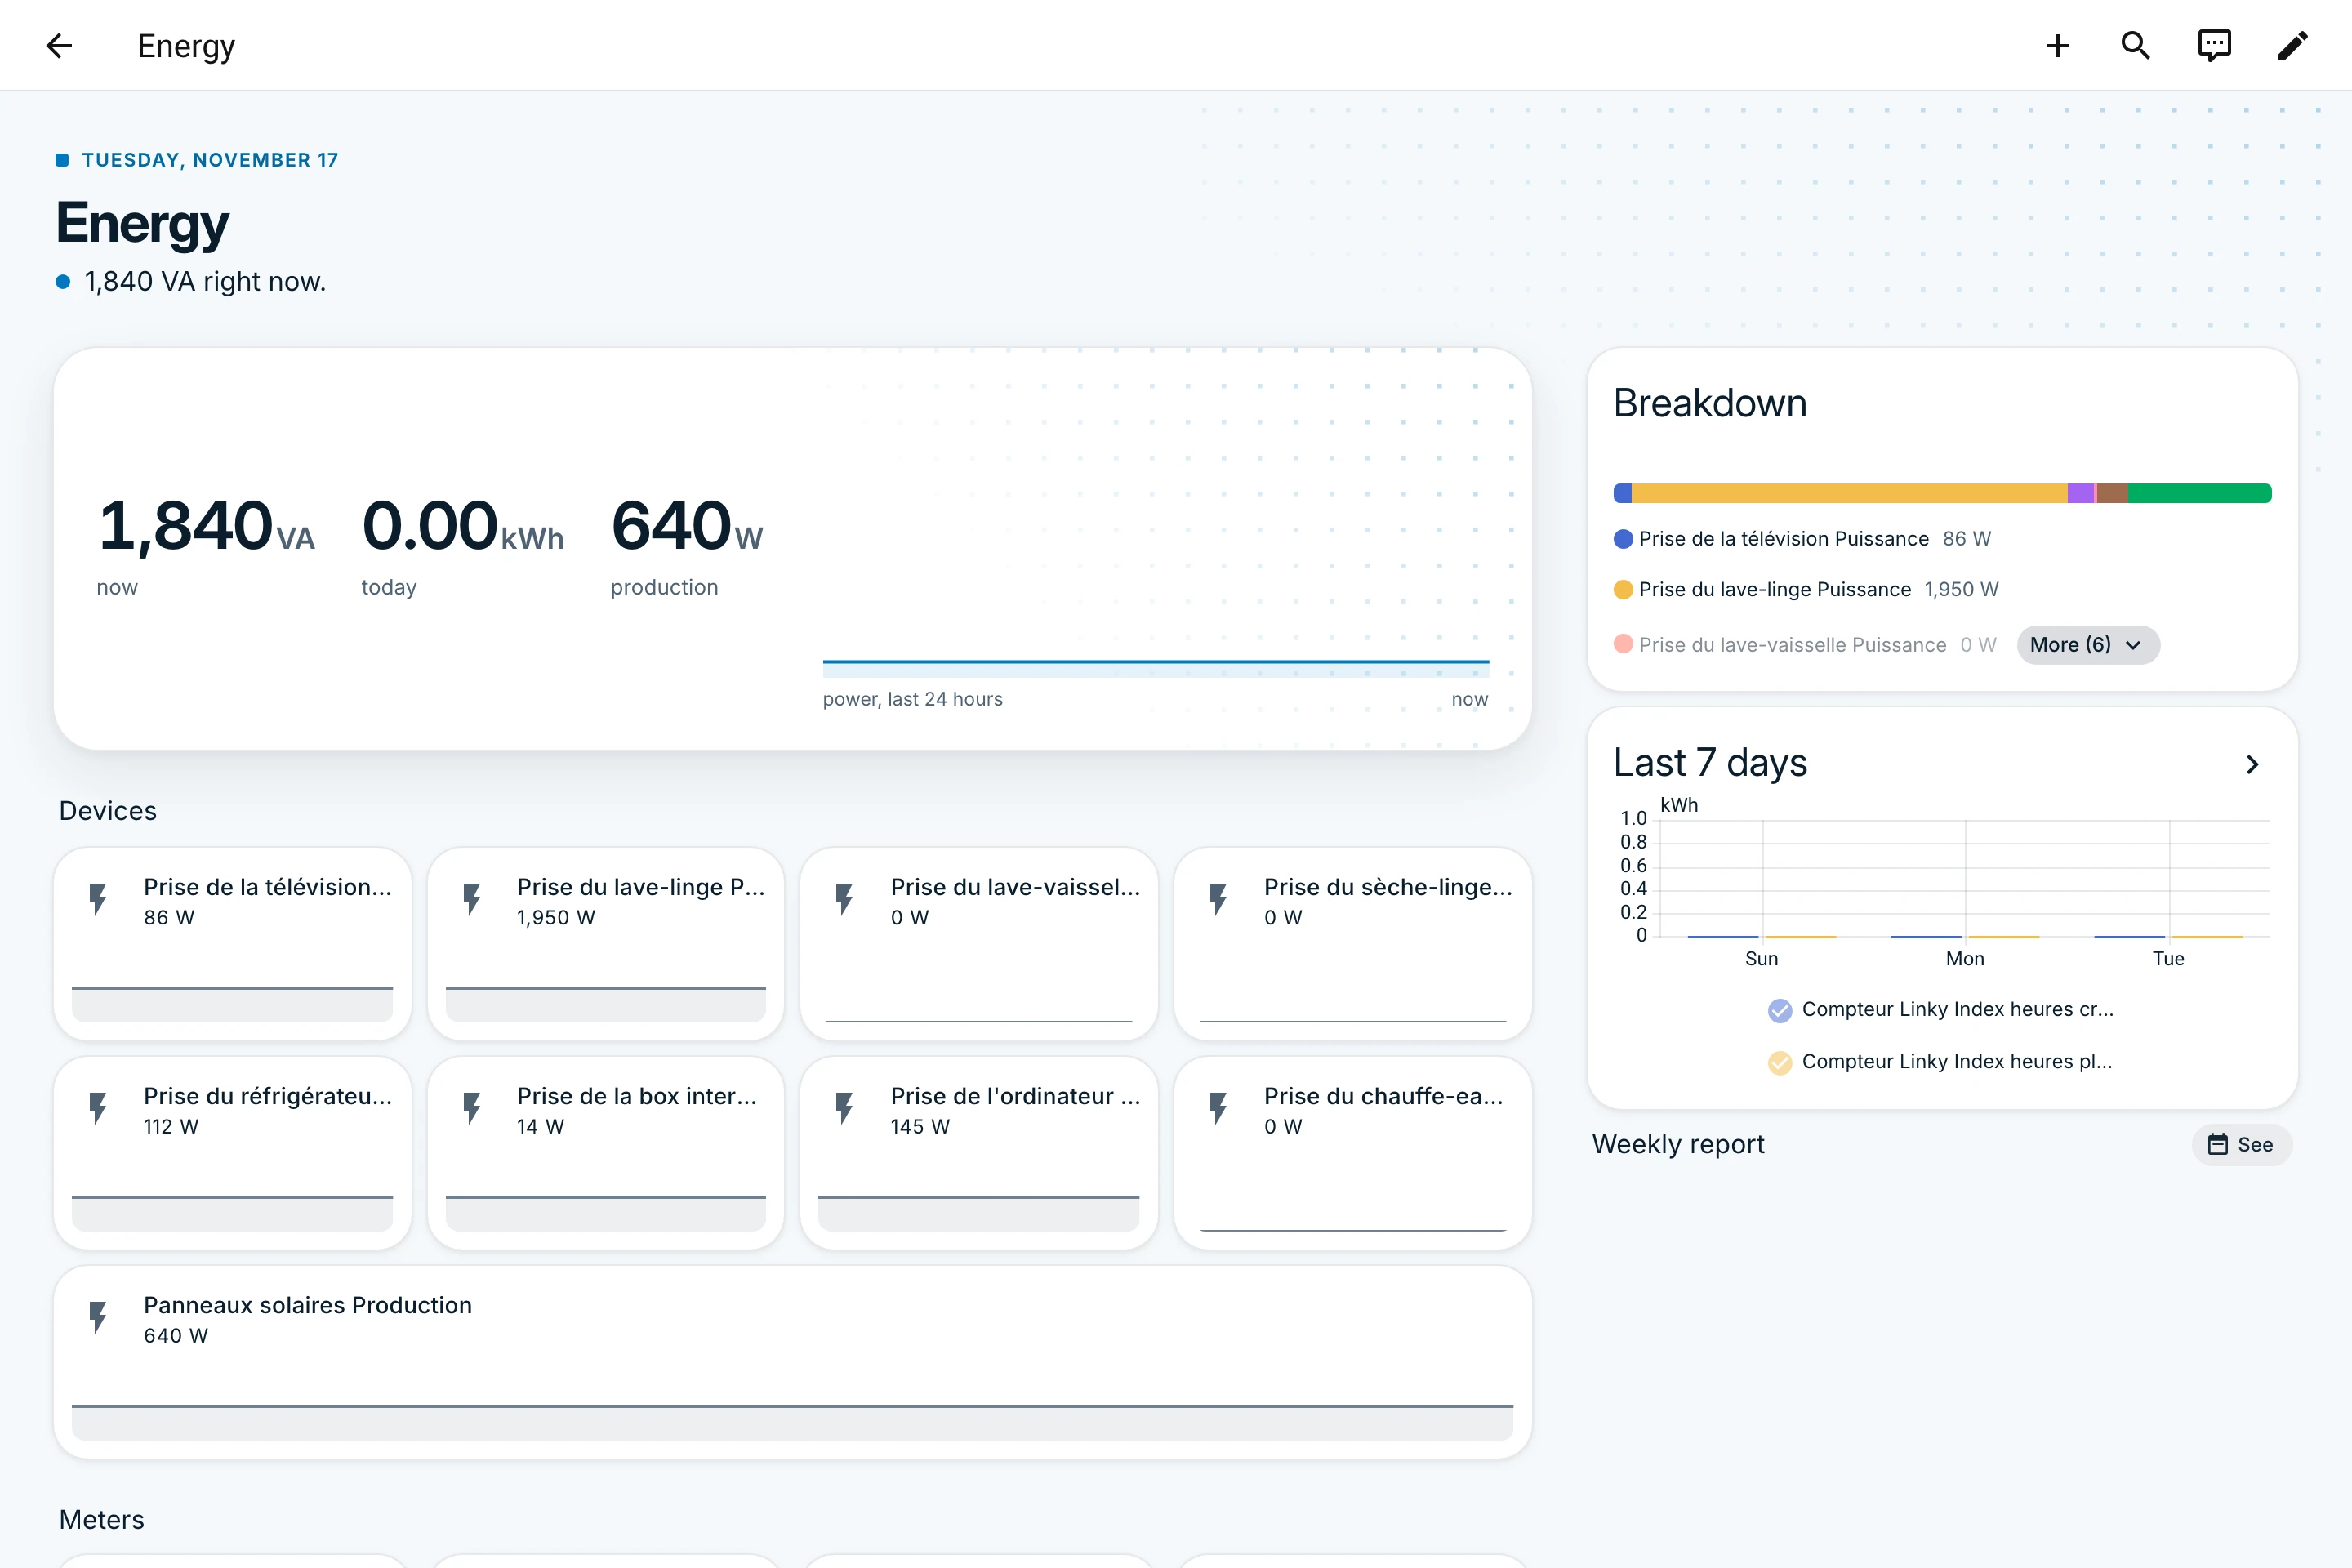 Energy
TUESDAY, NOVEMBER 17
Energy
1,840 VA right now.
1,840 VA
now
0.00 kWh
today
640 W
production
power, last 24 hours
now
Devices
Prise de la télévision...
86 W
Prise du lave-linge P...
1,950 W
Prise du lave-vaissel...
0 W
Prise du sèche-linge...
0 W
Prise du réfrigérateu...
112 W
Prise de la box inter...
14 W
Prise de l'ordinateur ...
145 W
Prise du chauffe-ea...
0 W
Panneaux solaires Production
640 W
Meters
Breakdown
Prise de la télévision Puissance 86 W
Prise du lave-linge Puissance 1,950 W
Prise du lave-vaisselle Puissance 0 W
More (6)
Last 7 days
kWh
1.0
0.8
0.6
0.4
0.2
0
Sun Mon Tue
Compteur Linky Index heures cr...
Compteur Linky Index heures pl...
Weekly report
See